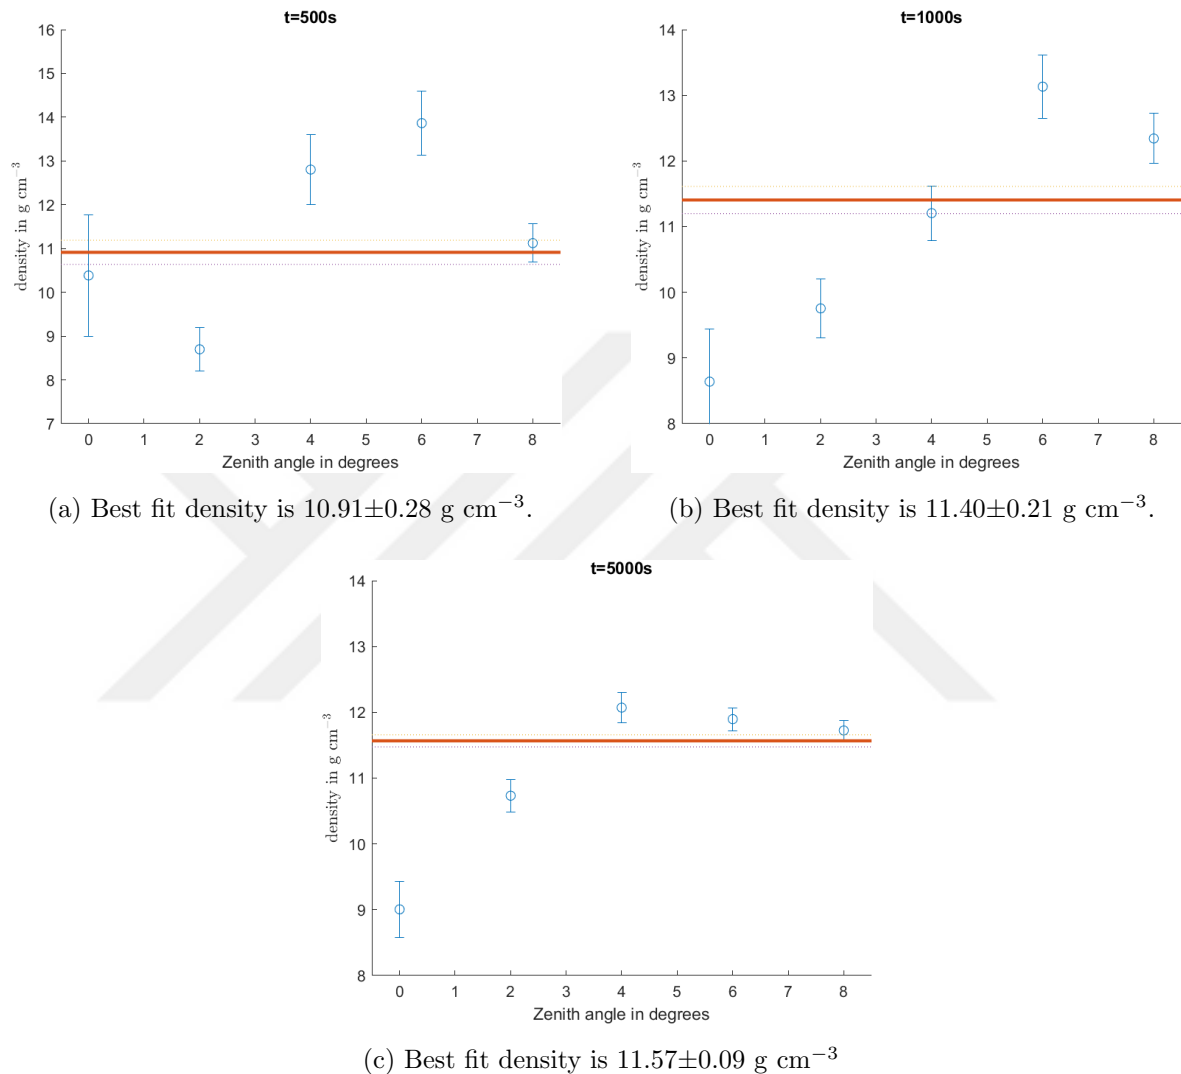 t=500s
16
15
14
13
12
11
10
9
8
7
density in g cm⁻³
0 1 2 3 4 5 6 7 8
Zenith angle in degrees
(a) Best fit density is 10.91±0.28 g cm⁻³.
t=1000s
14
13
12
11
10
9
8
density in g cm⁻³
0 1 2 3 4 5 6 7 8
Zenith angle in degrees
(b) Best fit density is 11.40±0.21 g cm⁻³.
t=5000s
14
13
12
11
10
9
8
density in g cm⁻³
0 1 2 3 4 5 6 7 8
Zenith angle in degrees
(c) Best fit density is 11.57±0.09 g cm⁻³